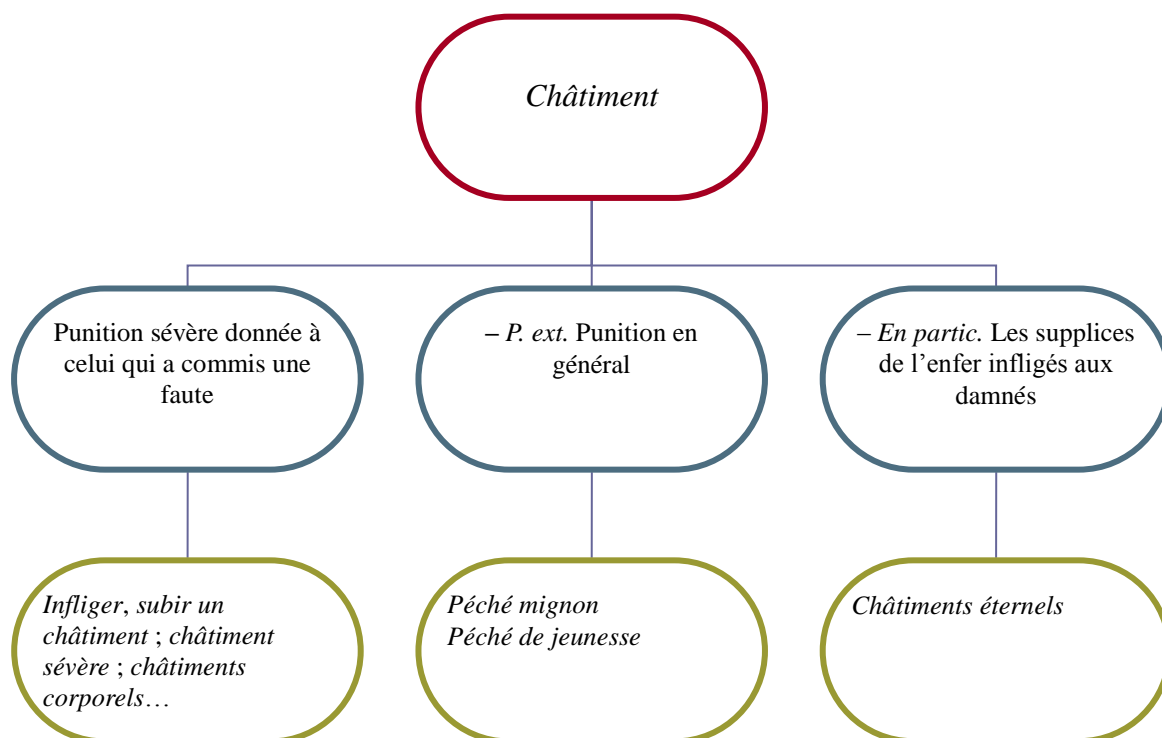 Châtiment
Punition sévère donnée à
celui qui a commis une
faute
– P. ext. Punition en
général
– En partic. Les supplices
de l’enfer infligés aux
damnés
Infliger, subir un
châtiment ; châtiment
sévère ; châtiments
corporels…
Péché mignon
Péché de jeunesse
Châtiments éternels